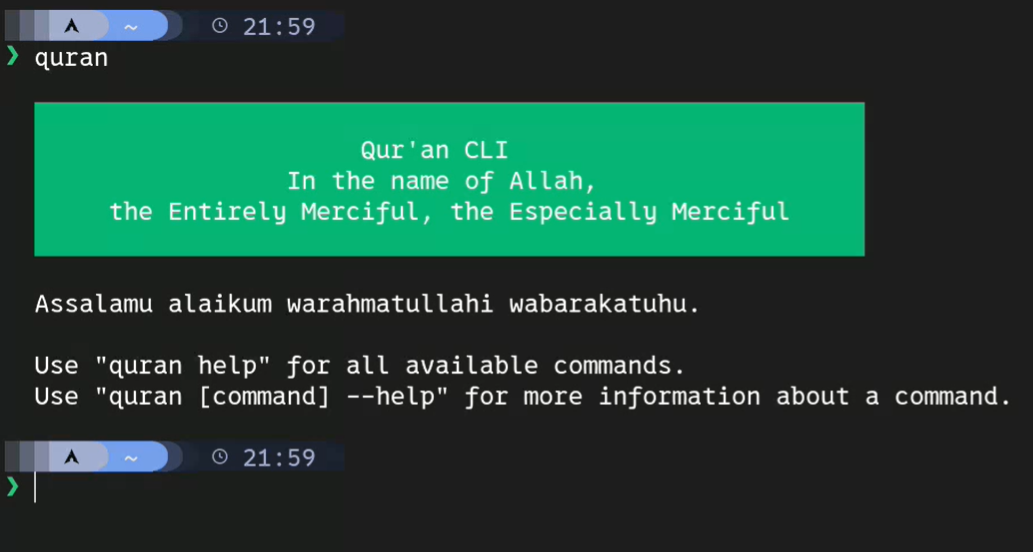 ~ 21:59
❯ quran
Qur'an CLI
In the name of Allah,
the Entirely Merciful, the Especially Merciful
Assalamu alaikum warahmatullahi wabarakatuhu.
Use "quran help" for all available commands.
Use "quran [command] --help" for more information about a command.
~ 21:59
❯